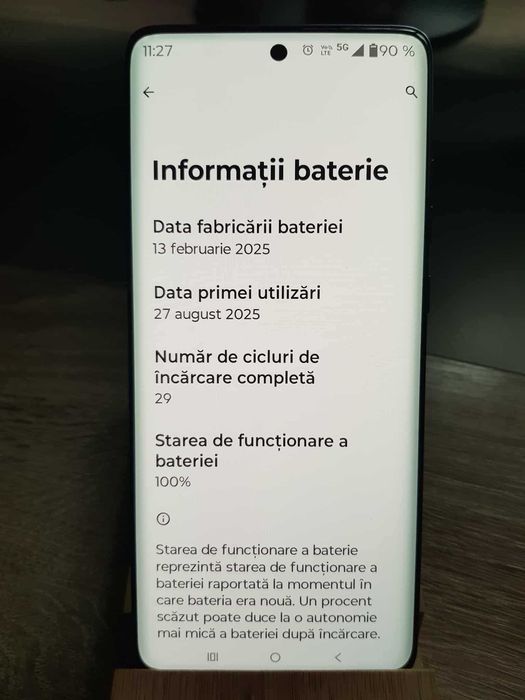 11:27 VoLTE 5G 90 %
Informații baterie
Data fabricării bateriei
13 februarie 2025
Data primei utilizări
27 august 2025
Număr de cicluri de
încărcare completă
29
Starea de funcționare a
bateriei
100%
Starea de funcționare a baterie
reprezintă starea de funcționare a
bateriei raportată la momentul în
care bateria era nouă. Un procent
scăzut poate duce la o autonomie
mai mică a bateriei după încărcare.